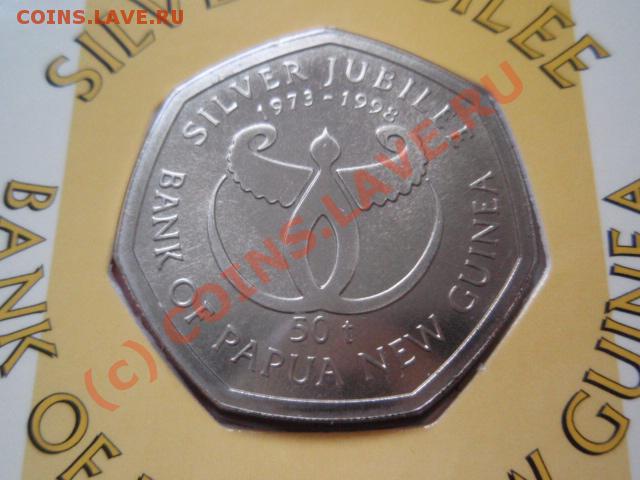 COINS.LAVE.RU
SILVER JUBILEE
BANK OF NEW GUINEA
SILVER JUBILEE
1973-1998
BANK OF PAPUA NEW GUINEA
50 t
(c) COINS.LAVE.RU